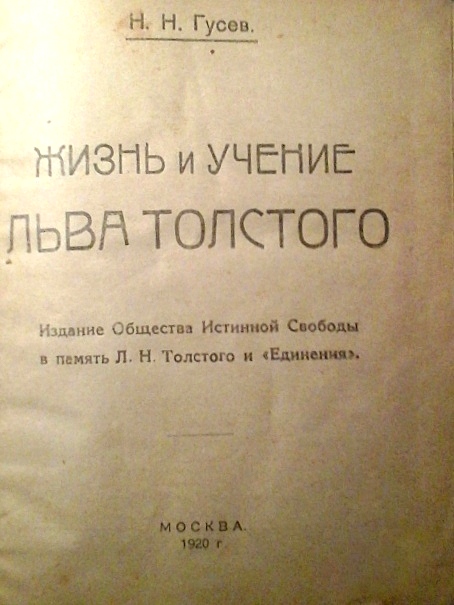 Н. Н. Гусев.
ЖИЗНЬ и УЧЕНИЕ
ЛЬВА ТОЛСТОГО
Издание Общества Истинной Свободы
в память Л. Н. Толстого и «Единения».
МОСКВА.
1920 г